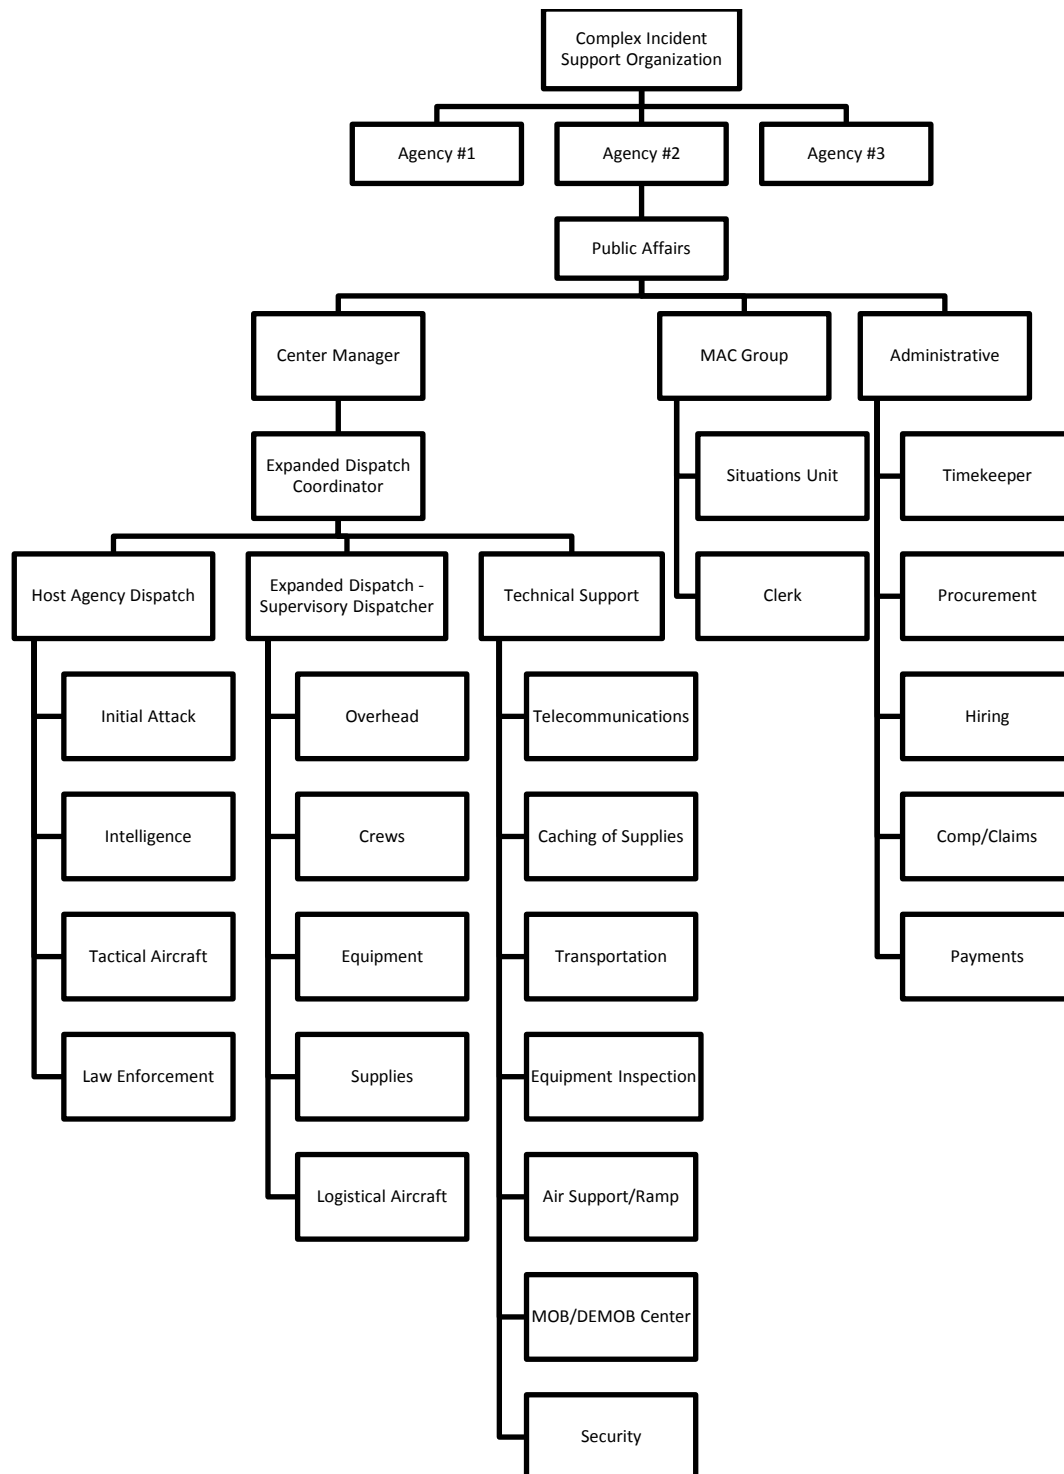 Complex Incident
Support Organization
Agency #1
Agency #2
Agency #3
Public Affairs
Center Manager
MAC Group
Administrative
Expanded Dispatch
Coordinator
Situations Unit
Timekeeper
Host Agency Dispatch
Expanded Dispatch -
Supervisory Dispatcher
Technical Support
Clerk
Procurement
Initial Attack
Overhead
Telecommunications
Hiring
Intelligence
Crews
Caching of Supplies
Comp/Claims
Tactical Aircraft
Equipment
Transportation
Payments
Law Enforcement
Supplies
Equipment Inspection
Logistical Aircraft
Air Support/Ramp
MOB/DEMOB Center
Security